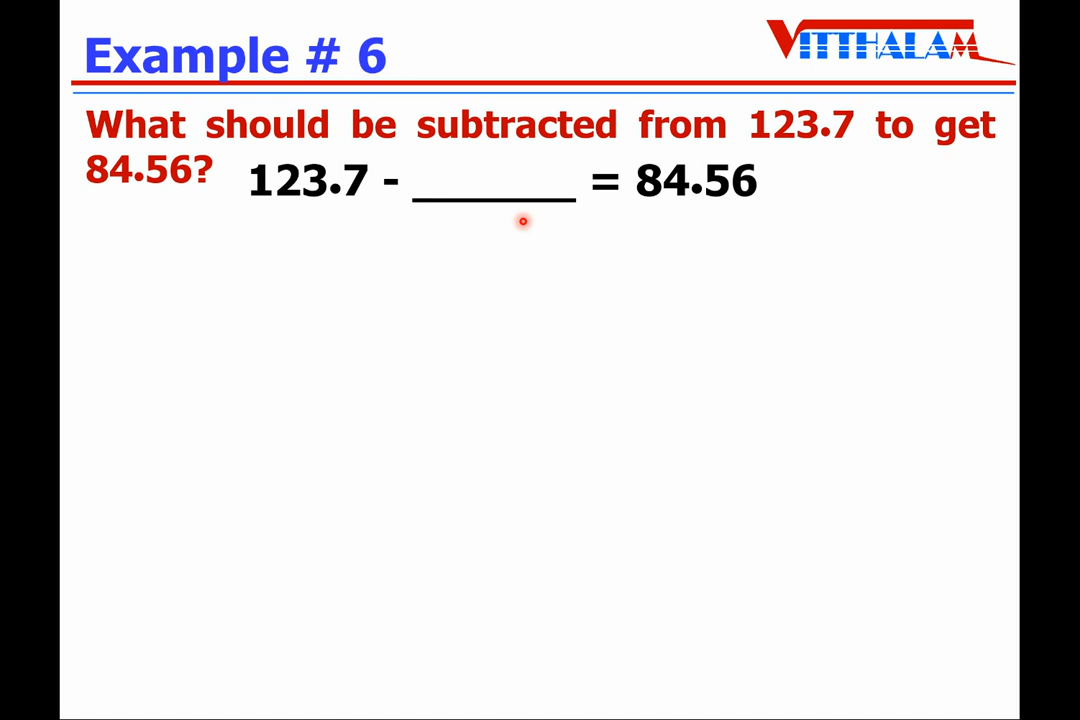 Example # 6
VITTHALAM
What should be subtracted from 123.7 to get
84.56?
123.7 - _______ = 84.56